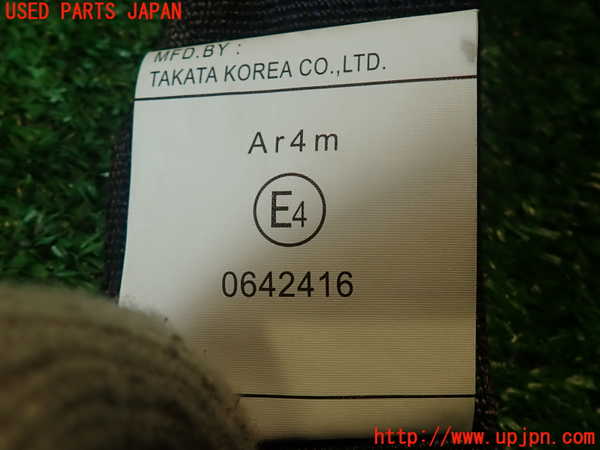 USED PARTS JAPAN
MFD.BY :
TAKATA KOREA CO.,LTD.
Ar4m
E4
0642416
http://www.upjpn.com/